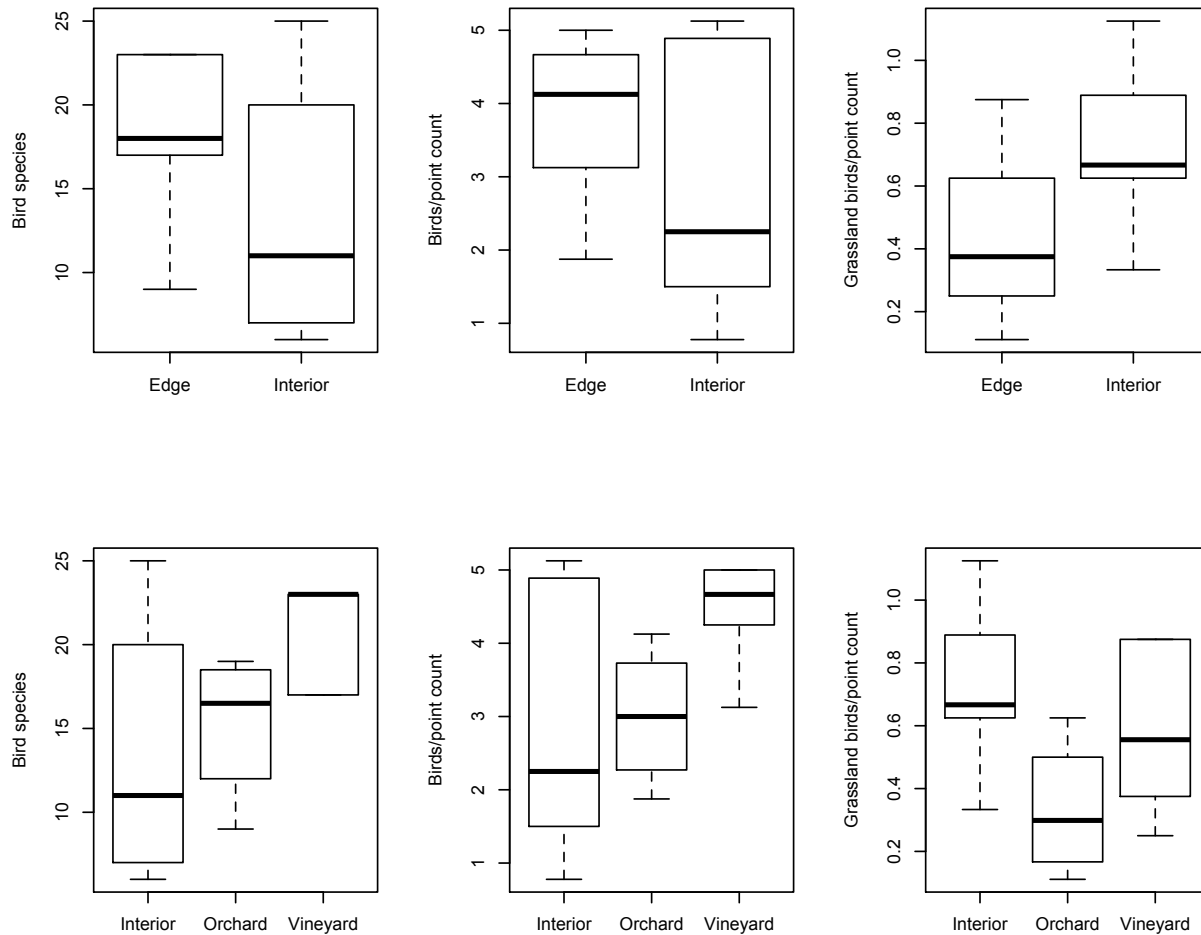 Bird species
25
20
15
10
Edge Interior
Birds/point count
5
4
3
2
1
Edge Interior
Grassland birds/point count
1.0
0.8
0.6
0.4
0.2
Edge Interior
Bird species
25
20
15
10
Interior Orchard Vineyard
Birds/point count
5
4
3
2
1
Interior Orchard Vineyard
Grassland birds/point count
1.0
0.8
0.6
0.4
0.2
Interior Orchard Vineyard